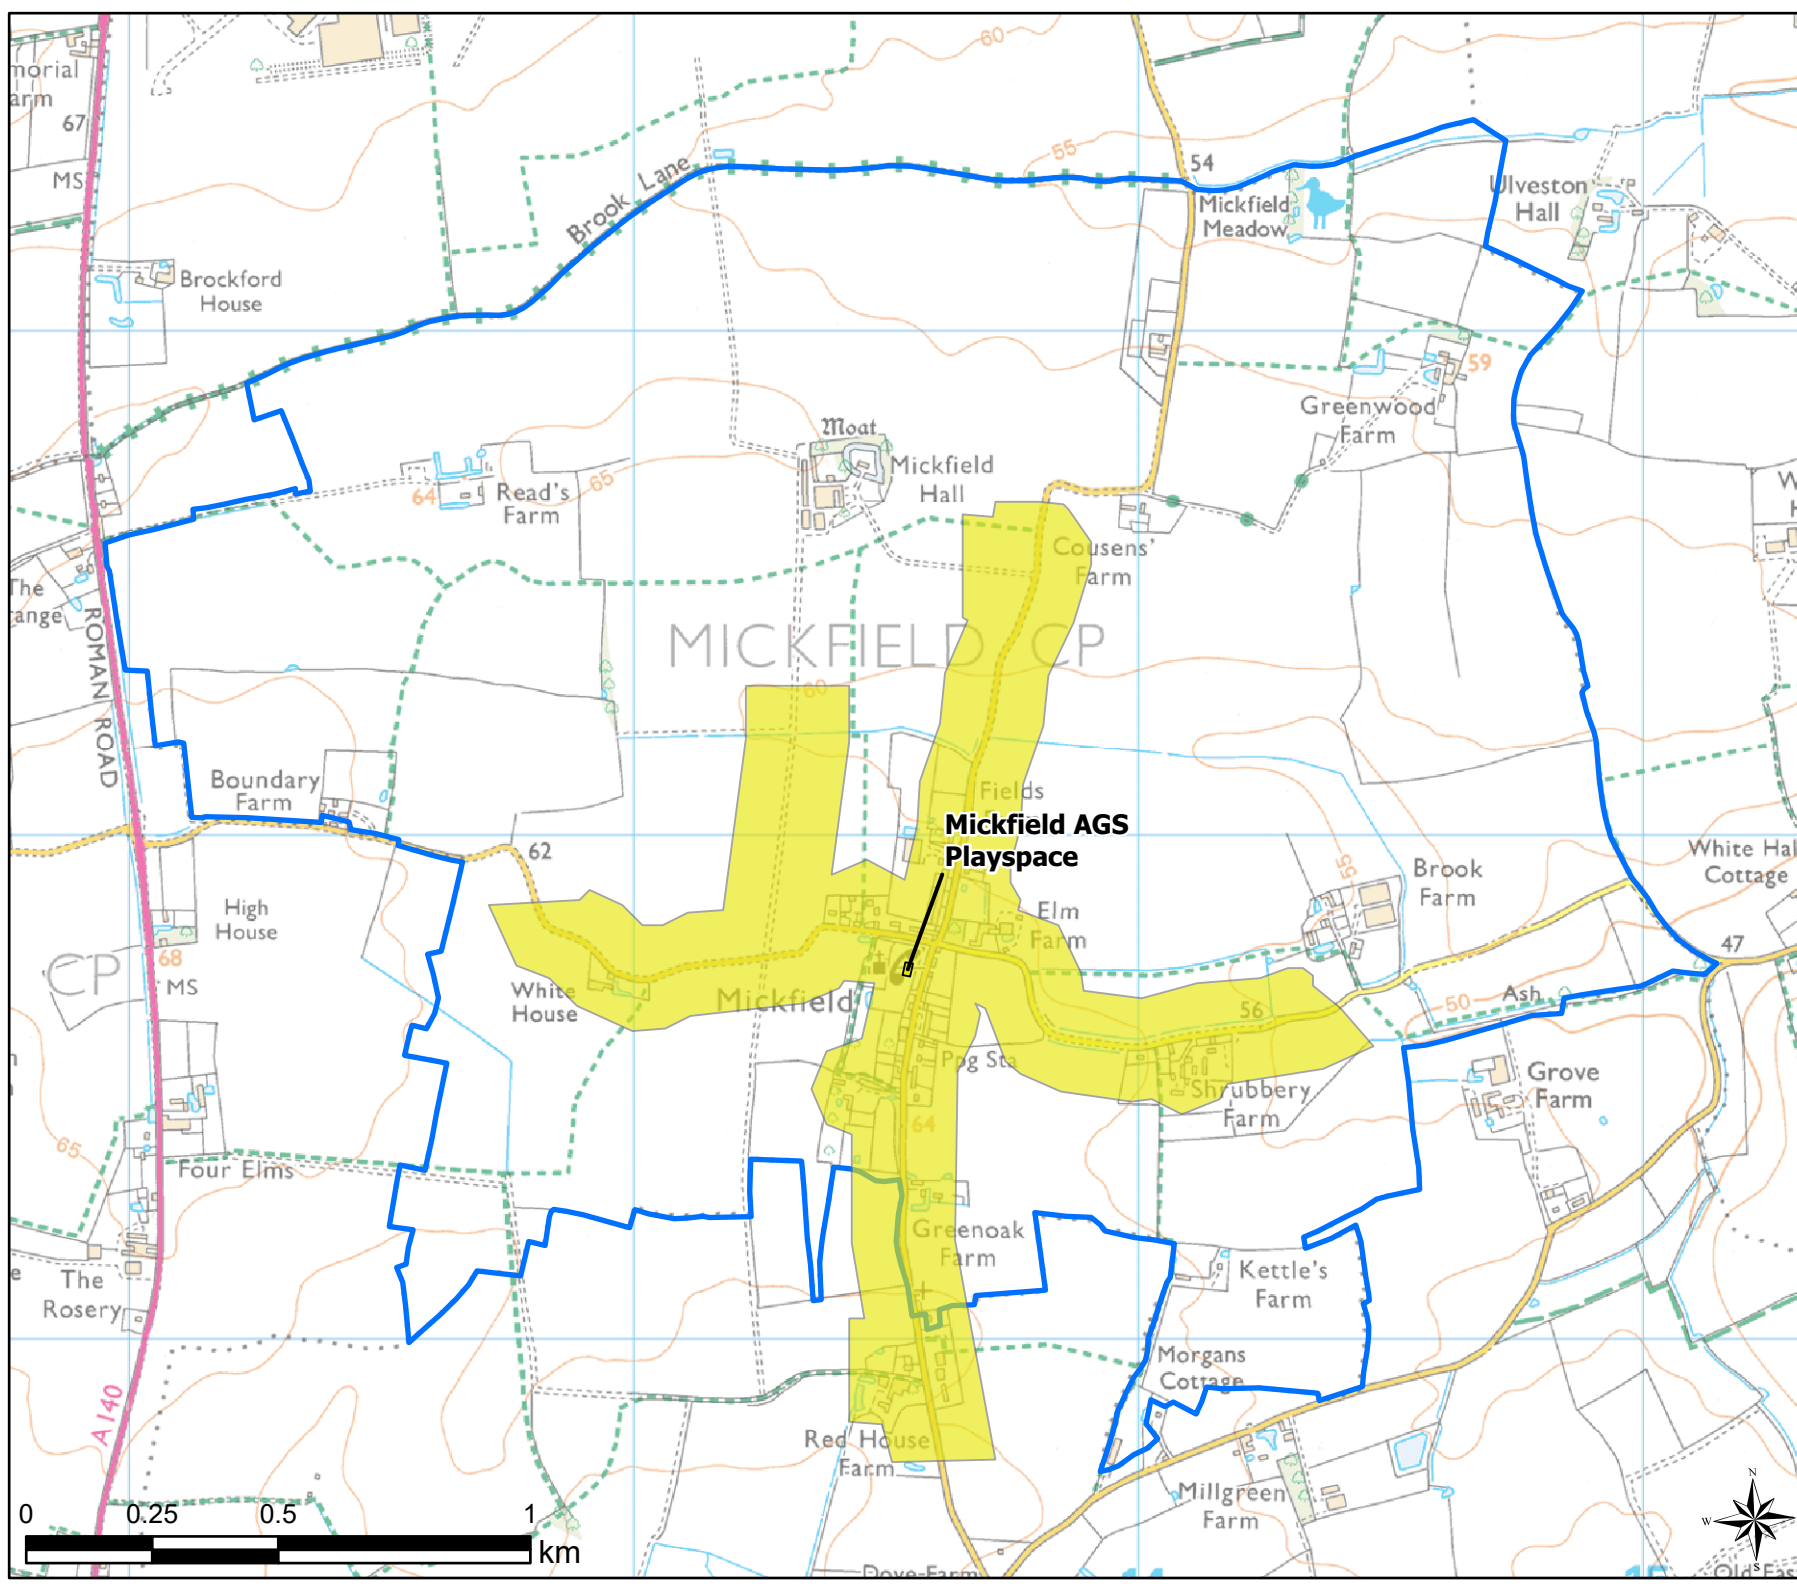 60
morial
arm
67
MS
55
54
Brook Lane
Mickfield
Meadow
Ulveston
Hall
Brockford
House
59
Greenwood
Farm
Moat
Mickfield
Hall
65
64
Read's
Farm
Cousens'
Farm
The
ange
ROMAN ROAD
MICKFIELD CP
60
Boundary
Farm
Fields
Mickfield AGS
Playspace
62
55
Brook
Farm
White Hal
Cottage
High
House
Elm
Farm
47
CP
68
MS
White
House
Mickfield
56
50
Ash
Ppg Sta
Shrubbery
Farm
Grove
Farm
64
65
Four Elms
Greenoak
Farm
The
Rosery
Kettle's
Farm
Morgans
Cottage
A 140
Red House
Farm
Millgreen
Farm
0 0.25 0.5 1
km
N
W
S
Dove Farm